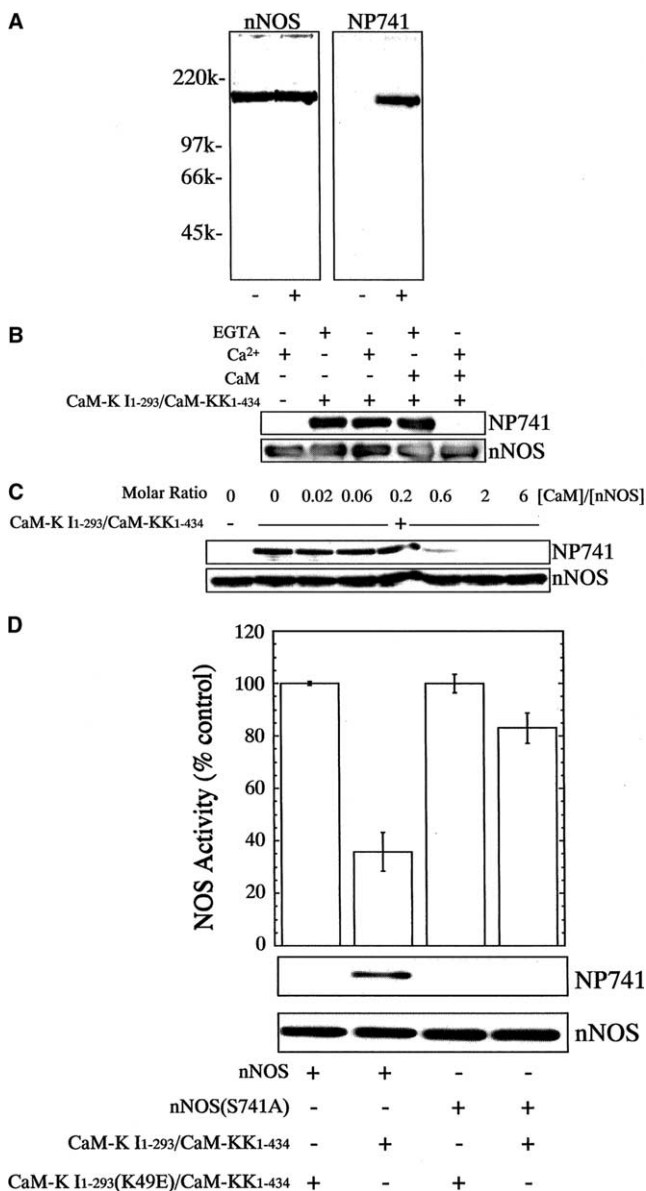 A
nNOS NP741
220k-
97k-
66k-
45k-
- + - +
B
EGTA - + - + -
Ca²⁺ + - + - +
CaM - - - + +
CaM-K I₁₋₂₉₃/CaM-KK₁₋₄₃₄ - + + + +
NP741
nNOS
C
Molar Ratio 0 0 0.02 0.06 0.2 0.6 2 6 [CaM]/[nNOS]
CaM-K I₁₋₂₉₃/CaM-KK₁₋₄₃₄ - +
NP741
nNOS
D
NOS Activity (% control)
120
100
80
60
40
20
0
NP741
nNOS
nNOS + + - -
nNOS(S741A) - - + +
CaM-K I₁₋₂₉₃/CaM-KK₁₋₄₃₄ - + - +
CaM-K I₁₋₂₉₃(K49E)/CaM-KK₁₋₄₃₄ + - + -